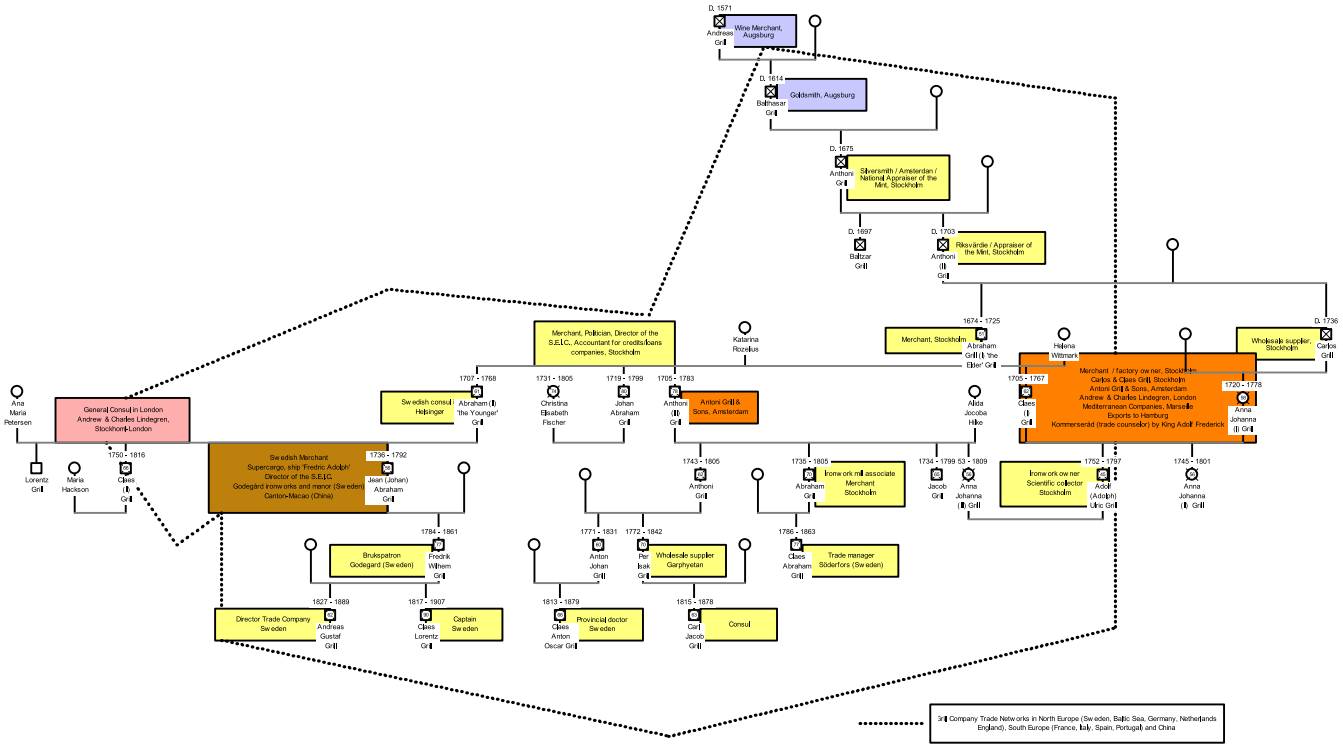 D. 1571
Andreas
Grill
Wine Merchant,
Augsburg
D. 1614
Balthasar
Grill
Goldsmith, Augsburg
D. 1675
Anthoni
Grill
Silversmith / Amsterdan /
National Appraiser of the
Mint, Stockholm
D. 1697
Baltzar
Grill
D. 1703
Anthoni
(II)
Grill
Riksvärdie / Appraiser of
the Mint, Stockholm
1674 - 1725
Abraham
Grill (I) 'the
Elder' Grill
Merchant, Stockholm
D. 1736
Carlos
Grill
Wholesale supplier,
Stockholm
Merchant, Politician, Director of the
S.E.I.C., Accountant for credits/loans
companies, Stockholm
Katarina
Rozelius
Helena
Wittmark
1707 - 1768
Abraham (II)
'the Younger'
Grill
Swedish consul
Helsinger
1731 - 1805
Christina
Elisabeth
Fischer
1719 - 1799
Johan
Abraham
Grill
1705 - 1783
Anthoni
(III)
Grill
Antoni Grill &
Sons, Amsterdam
Alida
Jocoba
Hilke
1705 - 1767
Claes
(I)
Grill
Merchant / factory owner, Stockholm
Carlos & Claes Grill, Stockholm
Antoni Grill & Sons, Amsterdam
Andrew & Charles Lindegren, London
Mediterranean Companies, Marseille
Exports to Hamburg
Kommerseråd (trade counselor) by King Adolf Frederick
1720 - 1778
Anna
Johanna
(I) Grill
Ana
Maria
Petersen
General Consul in London
Andrew & Charles Lindegren,
Stockhorm-London
Lorentz
Grill
Maria
Hackson
1750 - 1816
Claes
Grill
Swedish Merchant
Supercargo, ship 'Fredric Adolph'
Director of the S.E.I.C.
Godegård ironworks and manor (Sweden)
Canton-Macao (China)
1736 - 1792
Jean (Johan)
Abraham
Grill
1743 - 1805
Anthoni
Grill
1735 - 1805
Abraham
Grill
Ironwork mill associate
Merchant
Stockholm
1734 - 1799
Jacob
Grill
53 - 1809
Anna
Johanna
(II) Grill
Ironwork owner
Scientific collector
Stockholm
1752 - 1797
Adolf
(Adolph)
Ulric Grill
1745 - 1801
Anna
Johanna
(II) Grill
1784 - 1861
Fredrik
Wilhem
Grill
Brukspatron
Godegard (Sweden)
1771 - 1831
Anton
Johan
Grill
1772 - 1842
Per
Isak
Grill
Wholesale supplier
Garphyetan
1786 - 1863
Claes
Abraham
Grill
Trade manager
Söderfors (Sweden)
1827 - 1889
Andreas
Gustaf
Grill
Director Trade Company
Sweden
1817 - 1907
Claes
Lorentz
Grill
Captain
Sweden
1813 - 1879
Claes
Anton
Oscar Grill
Provincial doctor
Sweden
1815 - 1878
Carl
Jacob
Grill
Consul
Grill Company Trade Networks in North Europe (Sweden, Baltic Sea, Germany, Netherlands
England), South Europe (France, Italy, Spain, Portugal) and China